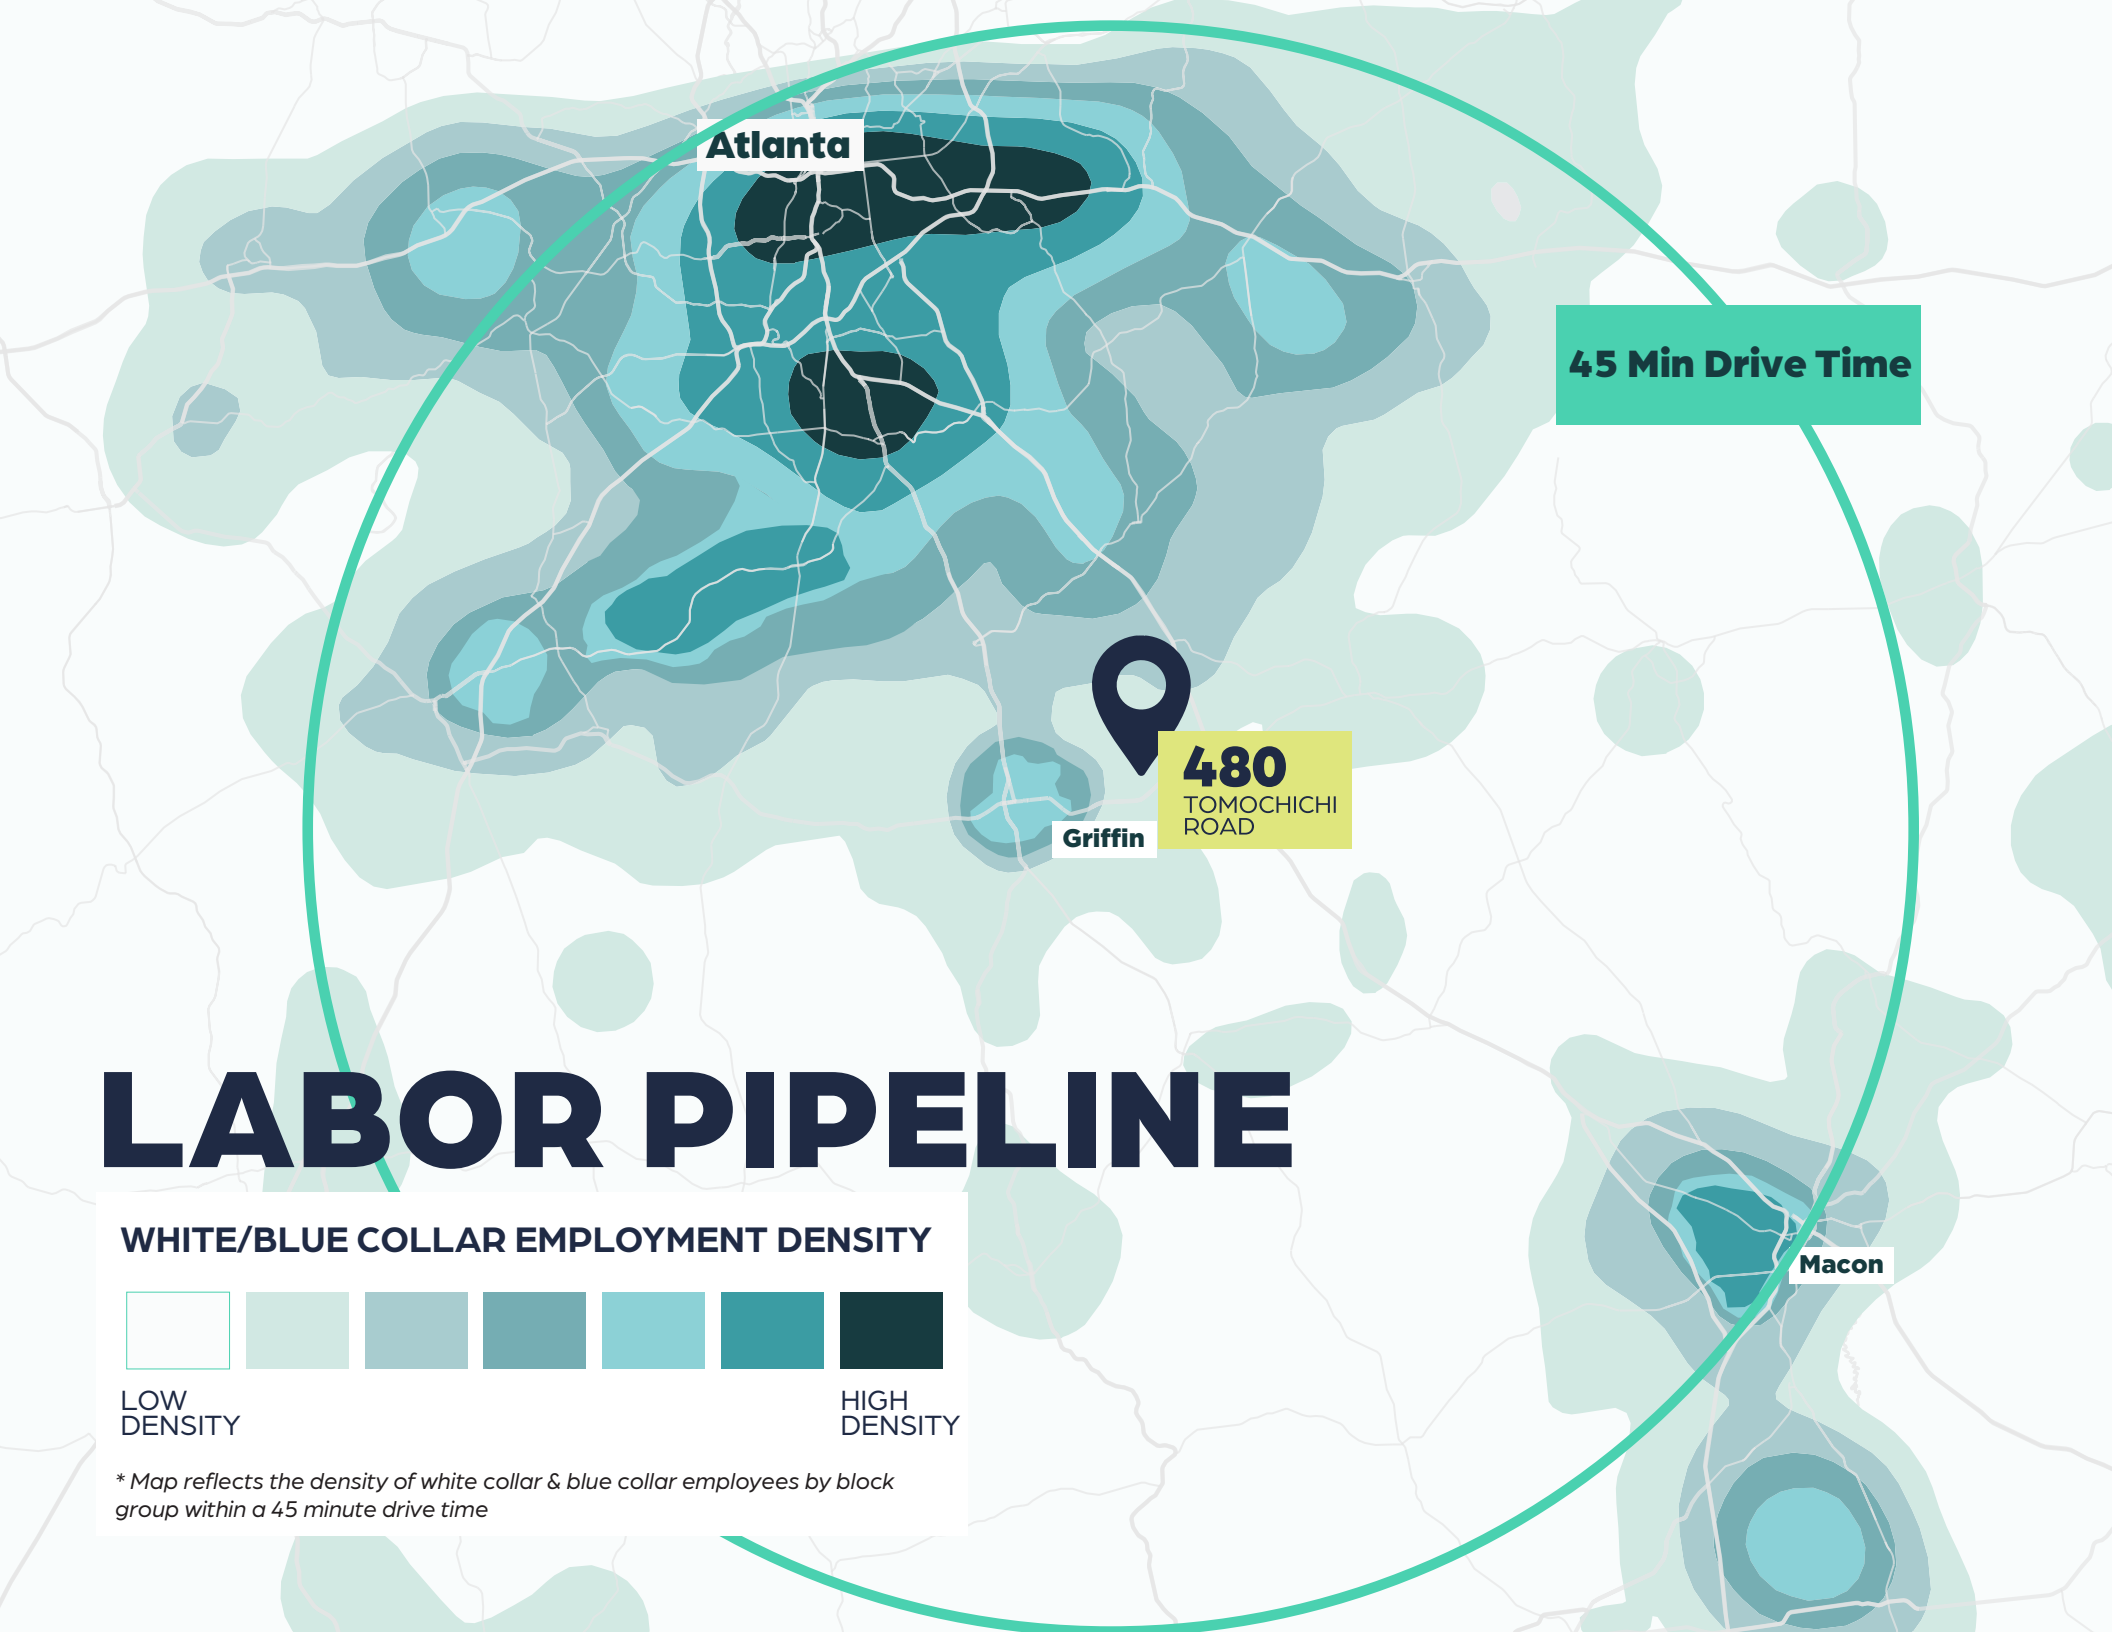 Atlanta
45 Min Drive Time
480
TOMOCHICHI
ROAD
Griffin
LABOR PIPELINE
WHITE/BLUE COLLAR EMPLOYMENT DENSITY
LOW
DENSITY
HIGH
DENSITY
* Map reflects the density of white collar & blue collar employees by block
group within a 45 minute drive time
Macon